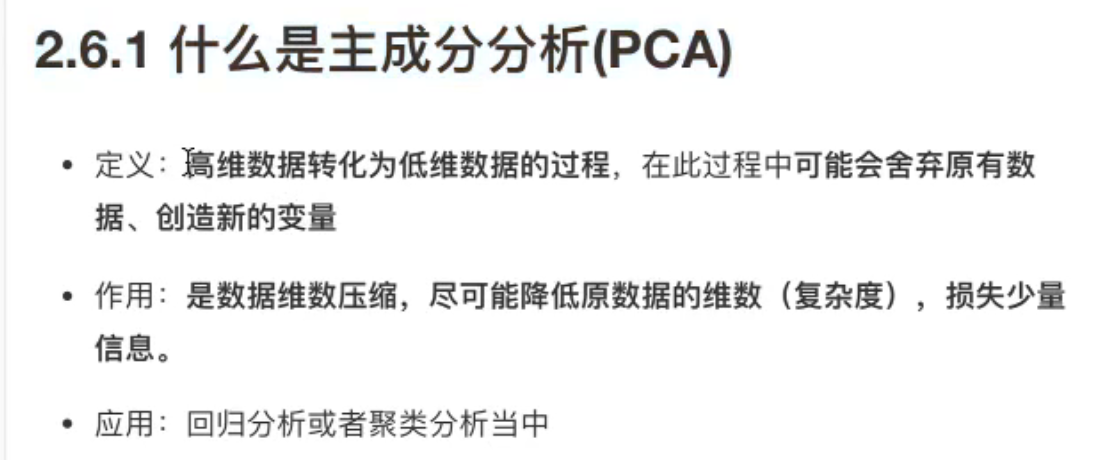 2.6.1 什么是主成分分析(PCA)
• 定义：高维数据转化为低维数据的过程，在此过程中可能会舍弃原有数
据、创造新的变量
• 作用：是数据维数压缩，尽可能降低原数据的维数（复杂度），损失少量
信息。
• 应用：回归分析或者聚类分析当中